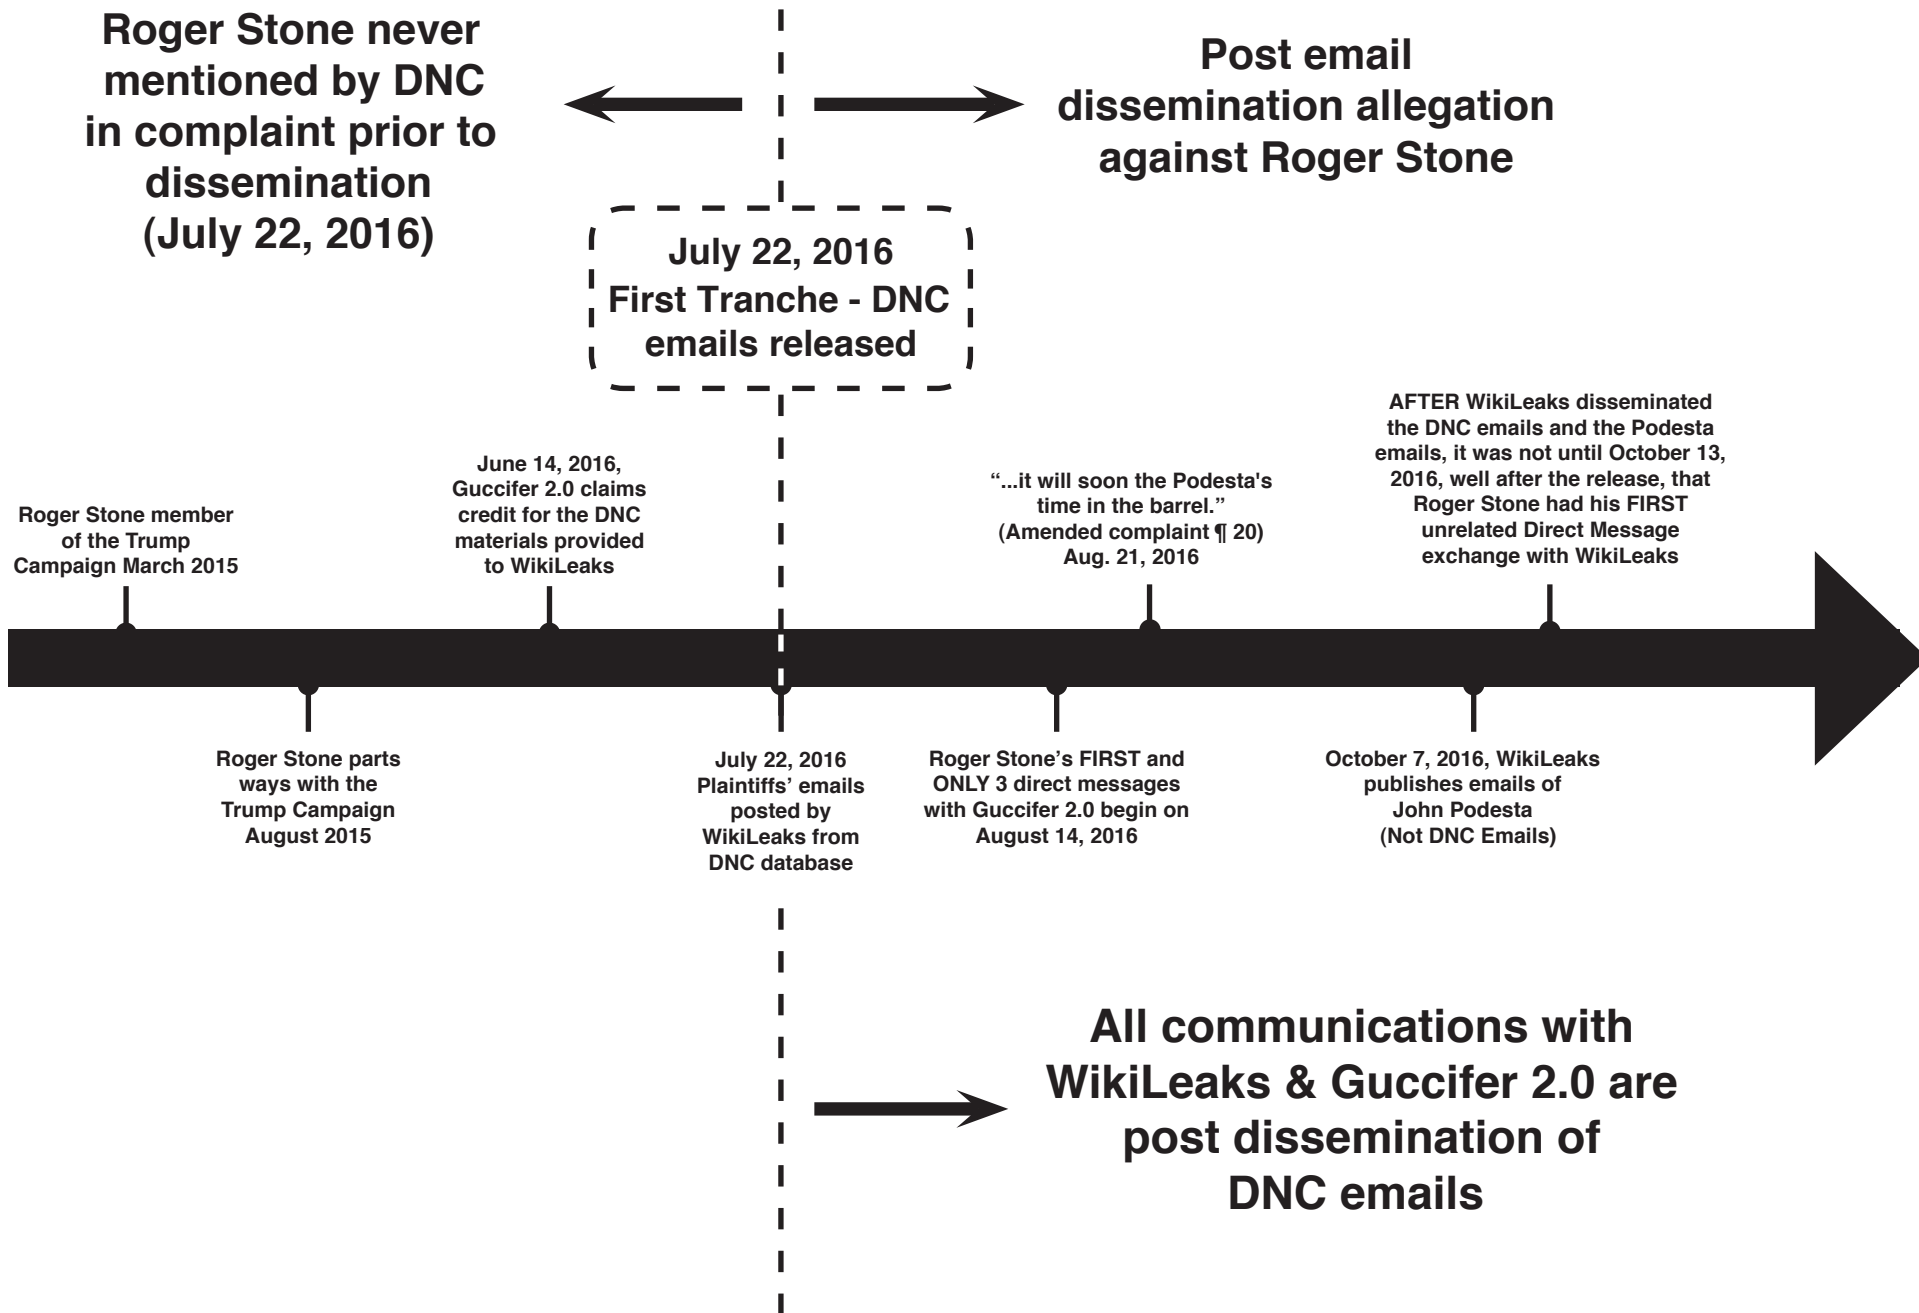 Roger Stone never
mentioned by DNC
in complaint prior to
dissemination
(July 22, 2016)
Post email
dissemination allegation
against Roger Stone
July 22, 2016
First Tranche - DNC
emails released
Roger Stone member
of the Trump
Campaign March 2015
June 14, 2016,
Guccifer 2.0 claims
credit for the DNC
materials provided
to WikiLeaks
“...it will soon the Podesta's
time in the barrel.”
(Amended complaint ¶ 20)
Aug. 21, 2016
AFTER WikiLeaks disseminated
the DNC emails and the Podesta
emails, it was not until October 13,
2016, well after the release, that
Roger Stone had his FIRST
unrelated Direct Message
exchange with WikiLeaks
Roger Stone parts
ways with the
Trump Campaign
August 2015
July 22, 2016
Plaintiffs’ emails
posted by
WikiLeaks from
DNC database
Roger Stone’s FIRST and
ONLY 3 direct messages
with Guccifer 2.0 begin on
August 14, 2016
October 7, 2016, WikiLeaks
publishes emails of
John Podesta
(Not DNC Emails)
All communications with
WikiLeaks & Guccifer 2.0 are
post dissemination of
DNC emails